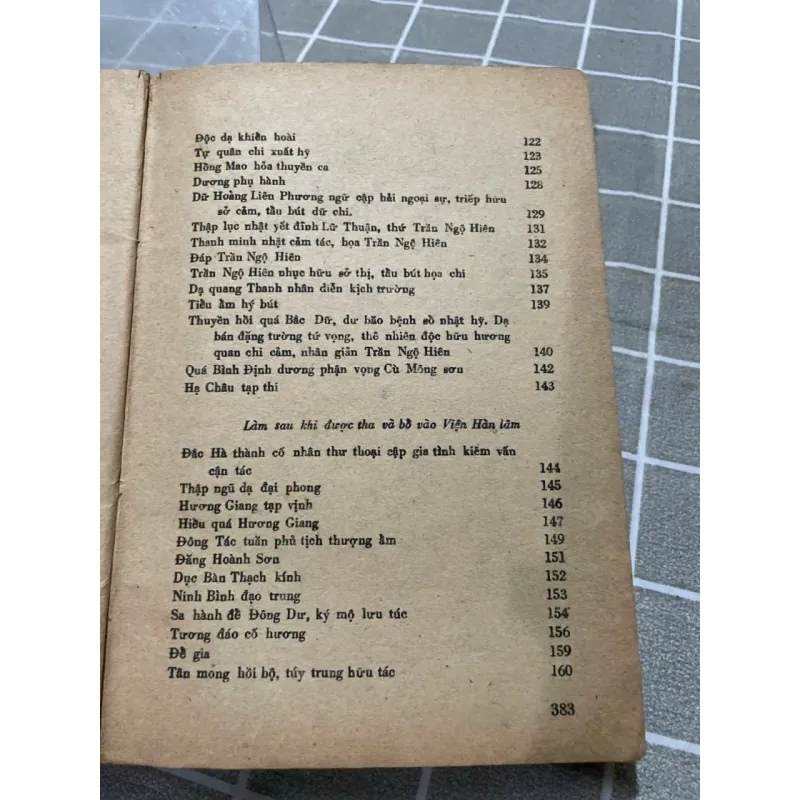 Độc dạ khiển hoài 122
Tự quân chi xuất hỹ 123
Hồng Mao hỏa thuyền ca 125
Dương phụ hành 128
Dữ Hoàng Liên Phương ngữ cập hải ngoại sự, triếp hữu
sở cảm, tẩu bút dữ chi. 129
Thập lục nhật yết đình Lữ Thuận, thứ Trần Ngộ Hiên 131
Thanh minh nhật cảm tác, họa Trần Ngộ Hiên 132
Đáp Trần Ngộ Hiên 134
Trần Ngộ Hiên nhục hữu sở thị, tẩu bút họa chi 135
Dạ quang Thanh nhân diễn kịch trường 137
Tiểu ẩm hý bút 139
Thuyền hồi quá Bắc Dữ, dư bão bệnh sổ nhật hỹ. Dạ
bán đặng tường tứ vọng, thê nhiên độc hữu hương
quan chi cảm, nhân giản Trần Ngộ Hiên 140
Quá Bình Định dương phận vọng Cù Mông sơn 142
Hạ Châu tạp thi 143
Làm sau khi được tha và bổ vào Viện Hàn lâm
Đắc Hà thành cố nhân thư thoại cập gia tình kiêm vấn
cận tác 144
Thập ngũ dạ đại phong 145
Hương Giang tạp vịnh 146
Hiểu quá Hương Giang 147
Đông Tác tuần phủ tịch thượng ẩm 149
Đăng Hoành Sơn 151
Dục Bàn Thạch kính 152
Ninh Bình đạo trung 153
Sa hành đề Đông Dư, ký mộ lưu túc 154
Tương đáo cố hương 156
Đề gia 159
Tân mong hồi bộ, túy trung hữu tác 160
383